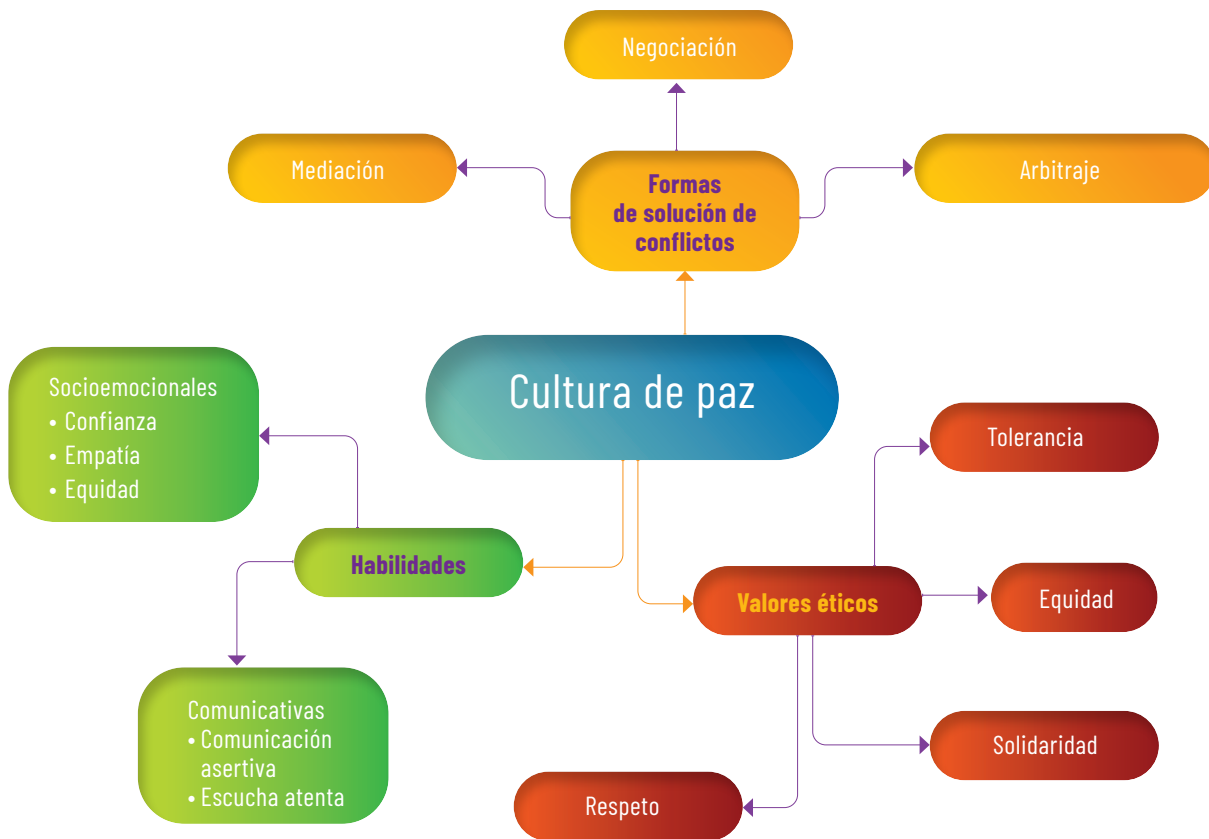 Negociación
Mediación
Formas
de solución de
conflictos
Arbitraje
Cultura de paz
Socioemocionales
• Confianza
• Empatía
• Equidad
Habilidades
Comunicativas
• Comunicación
asertiva
• Escucha atenta
Valores éticos
Tolerancia
Equidad
Solidaridad
Respeto